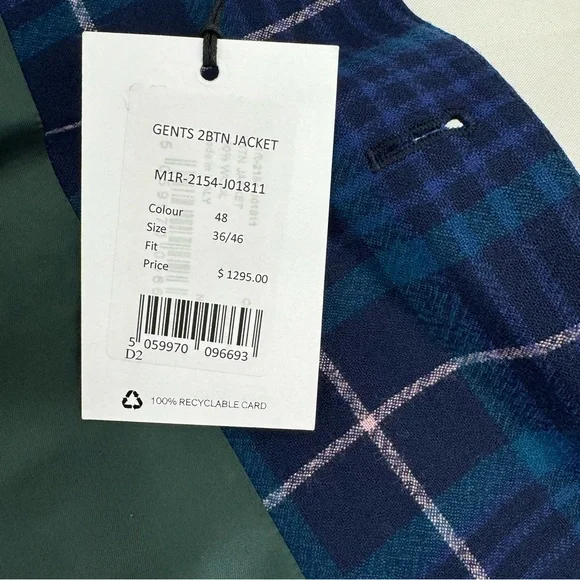 GENTS 2BTN JACKET
M1R-2154-J01811
Colour 48
Size 36/46
Fit
Price $ 1295.00
5 059970 096693
D2
100% RECYCLABLE CARD